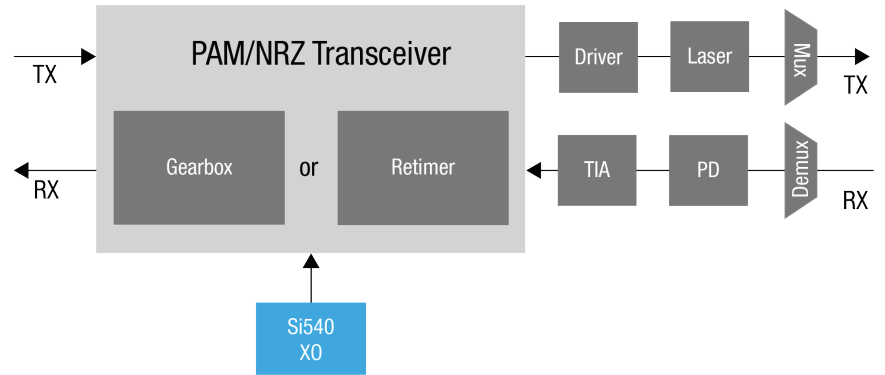 PAM/NRZ Transceiver
TX
RX
Gearbox
or
Retimer
Driver
Laser
Mux
TX
TIA
PD
Demux
RX
Si540
XO